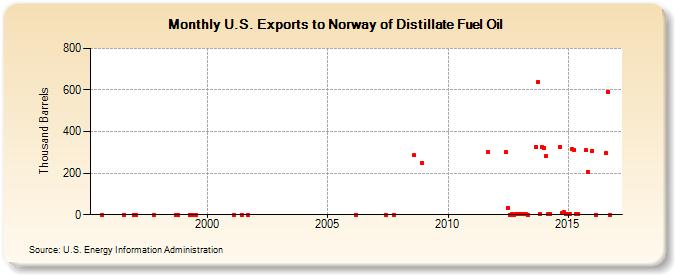 Monthly U.S. Exports to Norway of Distillate Fuel Oil
Thousand Barrels
800
600
400
200
0
2000 2005 2010 2015
Source: U.S. Energy Information Administration